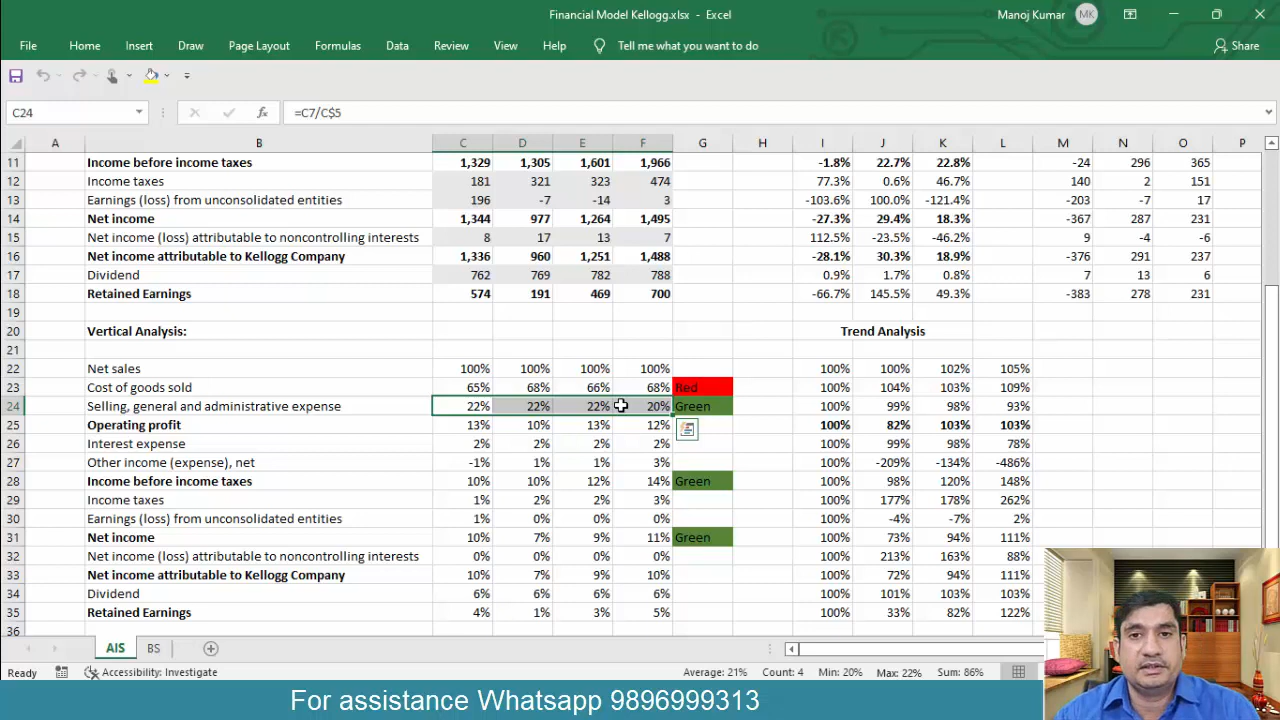 Financial Model Kellogg.xlsx - Excel
Manoj Kumar MK
File Home Insert Draw Page Layout Formulas Data Review View Help Tell me what you want to do Share
C24 fx =C7/C$5
A B C D E F G H I J K L M N O P
11 Income before income taxes 1,329 1,305 1,601 1,966 -1.8% 22.7% 22.8% -24 296 365
12 Income taxes 181 321 323 474 77.3% 0.6% 46.7% 140 2 151
13 Earnings (loss) from unconsolidated entities 196 -7 -14 3 -103.6% 100.0% -121.4% -203 -7 17
14 Net income 1,344 977 1,264 1,495 -27.3% 29.4% 18.3% -367 287 231
15 Net income (loss) attributable to noncontrolling interests 8 17 13 7 112.5% -23.5% -46.2% 9 -4 -6
16 Net income attributable to Kellogg Company 1,336 960 1,251 1,488 -28.1% 30.3% 18.9% -376 291 237
17 Dividend 762 769 782 788 0.9% 1.7% 0.8% 7 13 6
18 Retained Earnings 574 191 469 700 -66.7% 145.5% 49.3% -383 278 231
19
20 Vertical Analysis: Trend Analysis
21
22 Net sales 100% 100% 100% 100% 100% 100% 102% 105%
23 Cost of goods sold 65% 68% 66% 68% Red 100% 104% 103% 109%
24 Selling, general and administrative expense 22% 22% 22% 20% Green 100% 99% 98% 93%
25 Operating profit 13% 10% 13% 12% 100% 82% 103% 103%
26 Interest expense 2% 2% 2% 2% 100% 99% 98% 78%
27 Other income (expense), net -1% 1% 1% 3% 100% -209% -134% -486%
28 Income before income taxes 10% 10% 12% 14% Green 100% 98% 120% 148%
29 Income taxes 1% 2% 2% 3% 100% 177% 178% 262%
30 Earnings (loss) from unconsolidated entities 1% 0% 0% 0% 100% -4% -7% 2%
31 Net income 10% 7% 9% 11% Green 100% 73% 94% 111%
32 Net income (loss) attributable to noncontrolling interests 0% 0% 0% 0% 100% 213% 163% 88%
33 Net income attributable to Kellogg Company 10% 7% 9% 10% 100% 72% 94% 111%
34 Dividend 6% 6% 6% 6% 100% 101% 103% 103%
35 Retained Earnings 4% 1% 3% 5% 100% 33% 82% 122%
36
AIS BS
Ready Accessibility: Investigate Average: 21% Count: 4 Min: 20% Max: 22% Sum: 86%
For assistance Whatsapp 9896999313